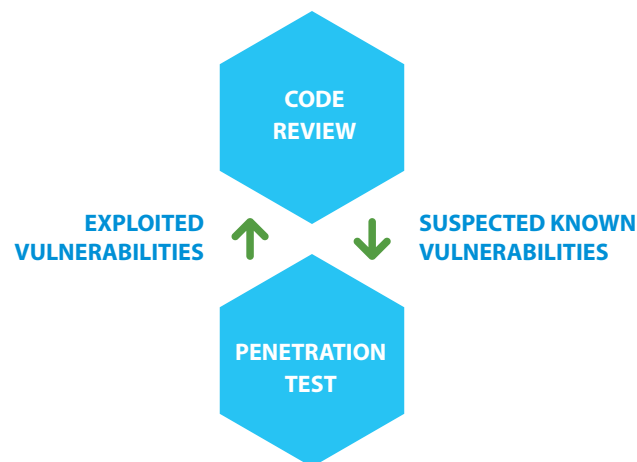 CODE
REVIEW
EXPLOITED
VULNERABILITIES
SUSPECTED KNOWN
VULNERABILITIES
PENETRATION
TEST